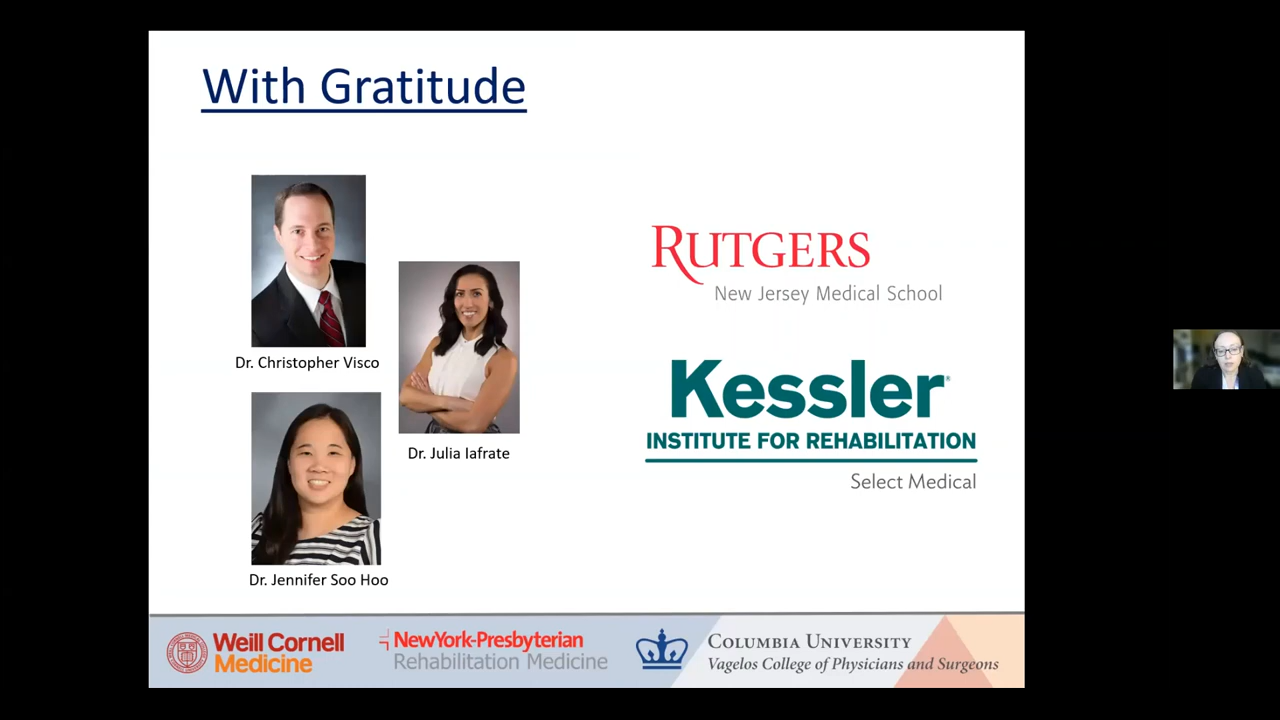 With Gratitude
Dr. Christopher Visco
Dr. Julia Iafrate
Dr. Jennifer Soo Hoo
RUTGERS
New Jersey Medical School
Kessler®
INSTITUTE FOR REHABILITATION
Select Medical
Weill Cornell
Medicine
NewYork-Presbyterian
Rehabilitation Medicine
COLUMBIA UNIVERSITY
Vagelos College of Physicians and Surgeons